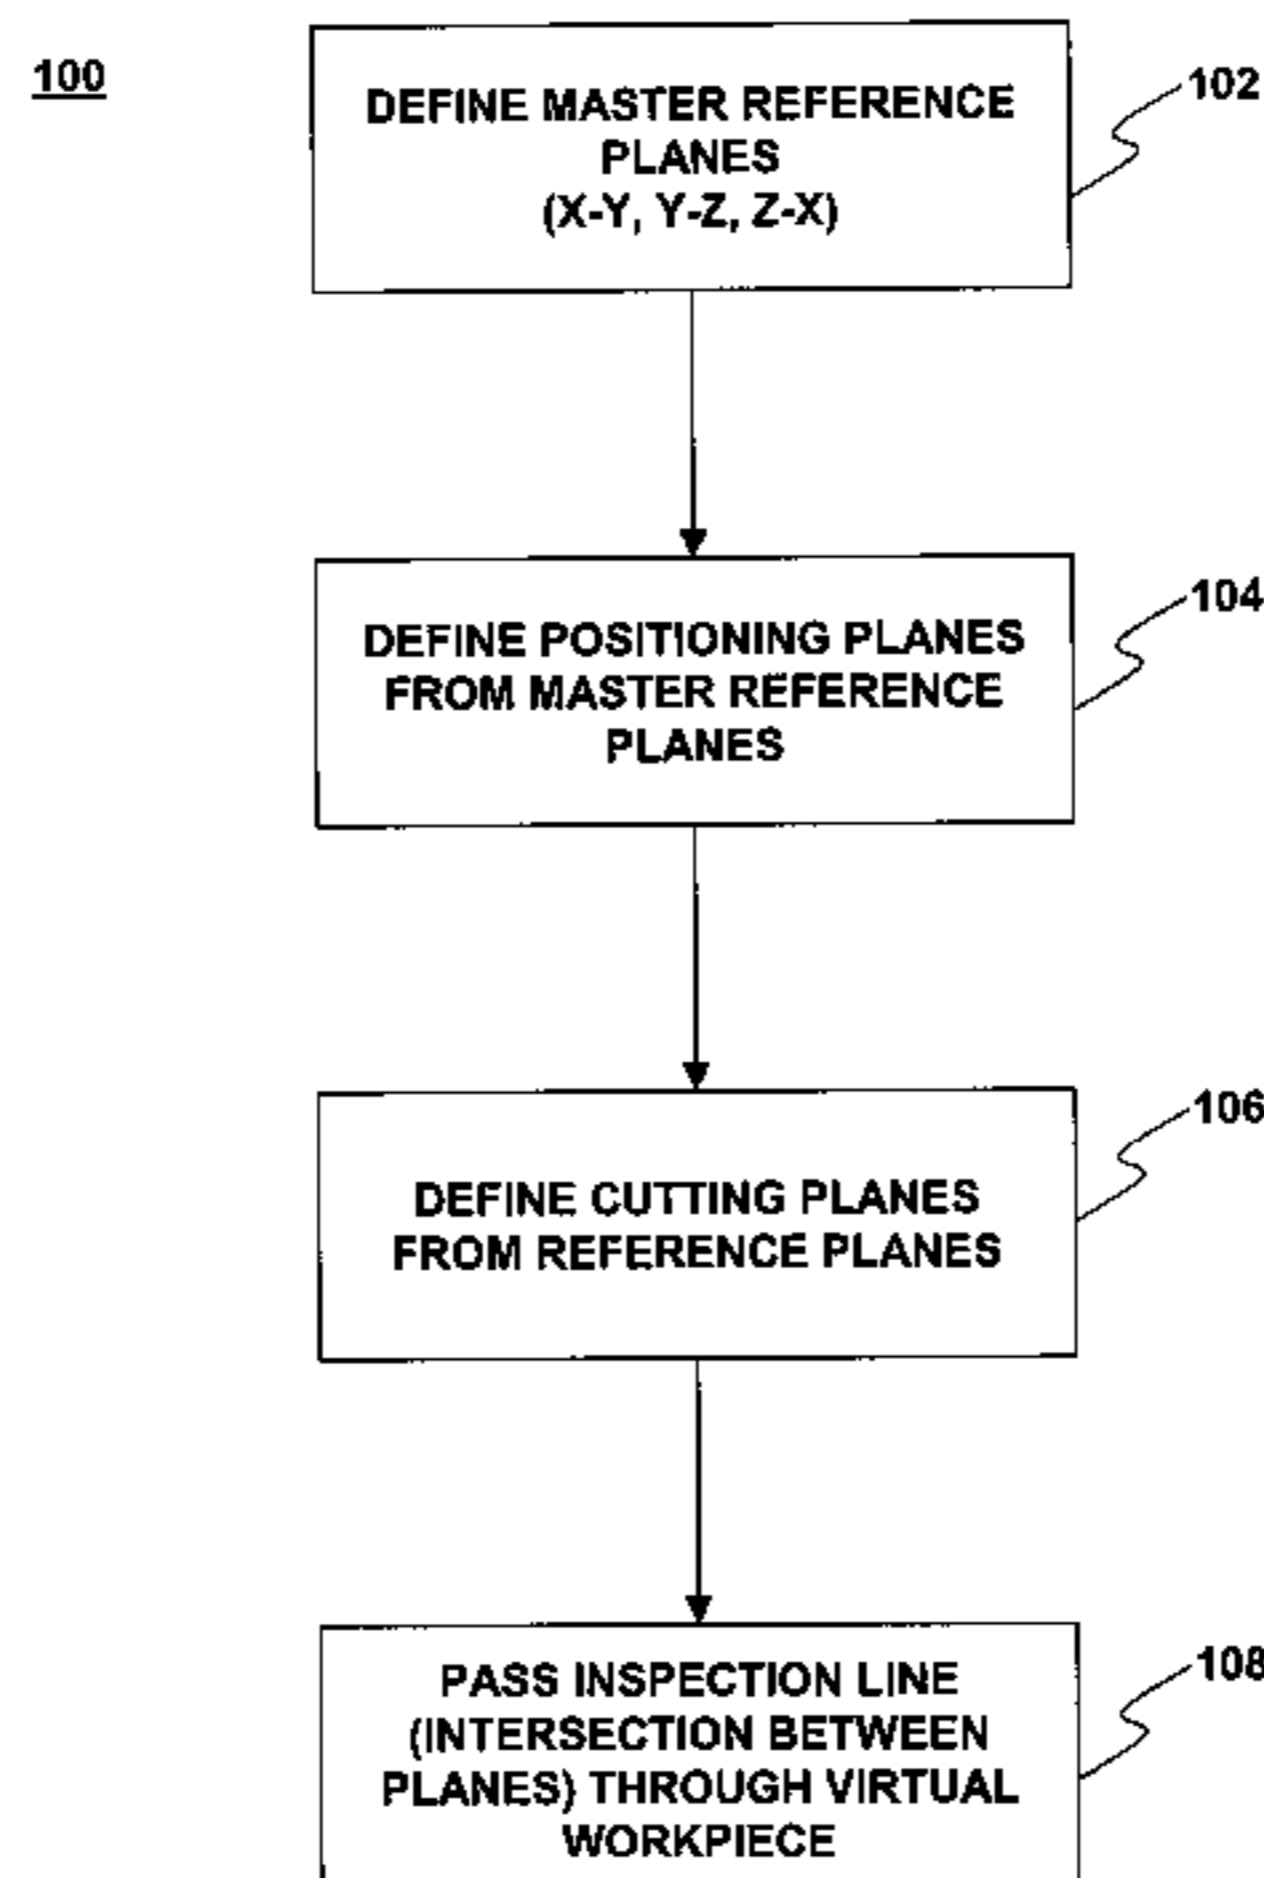 100
DEFINE MASTER REFERENCE
PLANES
(X-Y, Y-Z, Z-X)
102
DEFINE POSITIONING PLANES
FROM MASTER REFERENCE
PLANES
104
DEFINE CUTTING PLANES
FROM REFERENCE PLANES
106
PASS INSPECTION LINE
(INTERSECTION BETWEEN
PLANES) THROUGH VIRTUAL
WORKPIECE
108